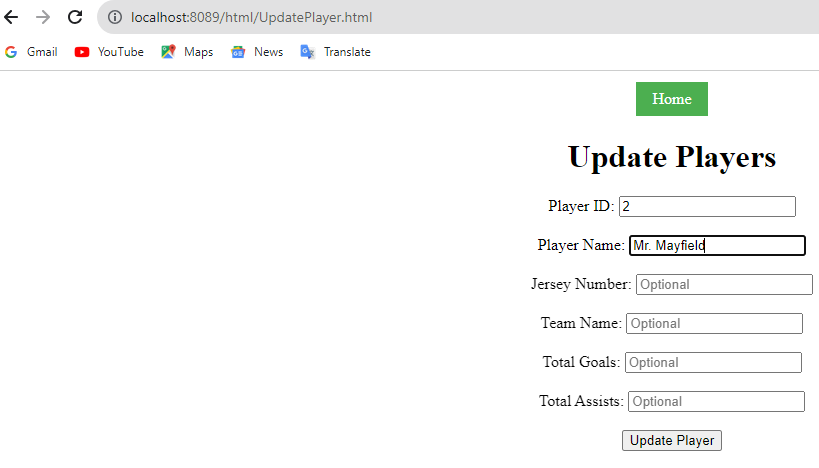 localhost:8089/html/UpdatePlayer.html
Gmail YouTube Maps News Translate
Home
Update Players
Player ID: 2
Player Name: Mr. Mayfield
Jersey Number: Optional
Team Name: Optional
Total Goals: Optional
Total Assists: Optional
Update Player